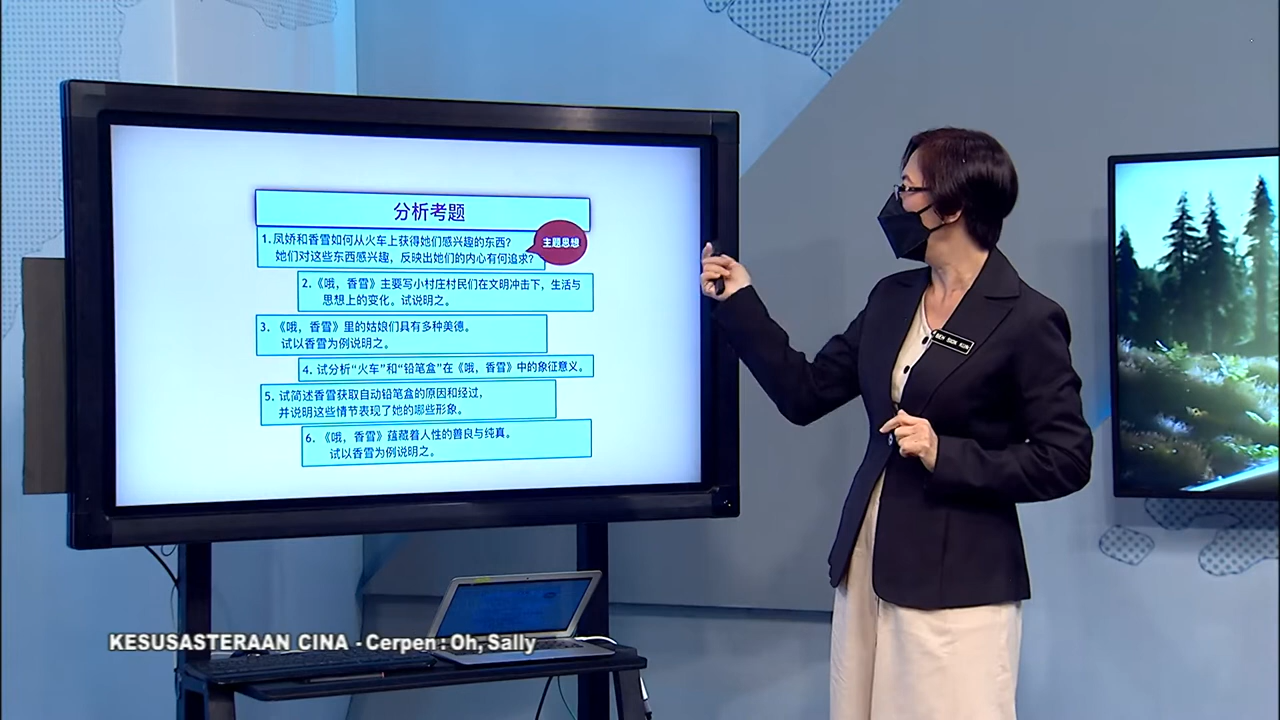 分析考题
1.凤娇和香雪如何从火车上获得她们感兴趣的东西?
她们对这些东西感兴趣，反映出她们的内心有何追求?
主题思想
2.《哦，香雪》主要写小村庄村民们在文明冲击下，生活与
思想上的变化。试说明之。
3. 《哦，香雪》里的姑娘们具有多种美德。
试以香雪为例说明之。
4. 试分析“火车”和“铅笔盒”在《哦，香雪》中的象征意义。
5. 试简述香雪获取自动铅笔盒的原因和经过，
并说明这些情节表现了她的哪些形象。
6. 《哦，香雪》蕴藏着人性的善良与纯真。
试以香雪为例说明之。
KESUSASTERAAN CINA - Cerpen : Oh, Sally